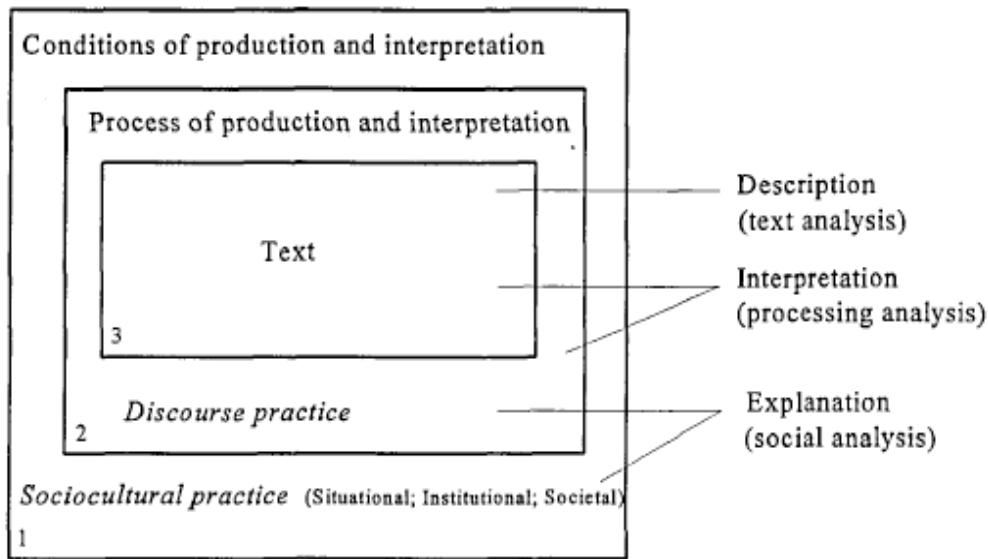 Conditions of production and interpretation
Process of production and interpretation
Text
3
Discourse practice
2
Sociocultural practice (Situational; Institutional; Societal)
1
Description
(text analysis)
Interpretation
(processing analysis)
Explanation
(social analysis)